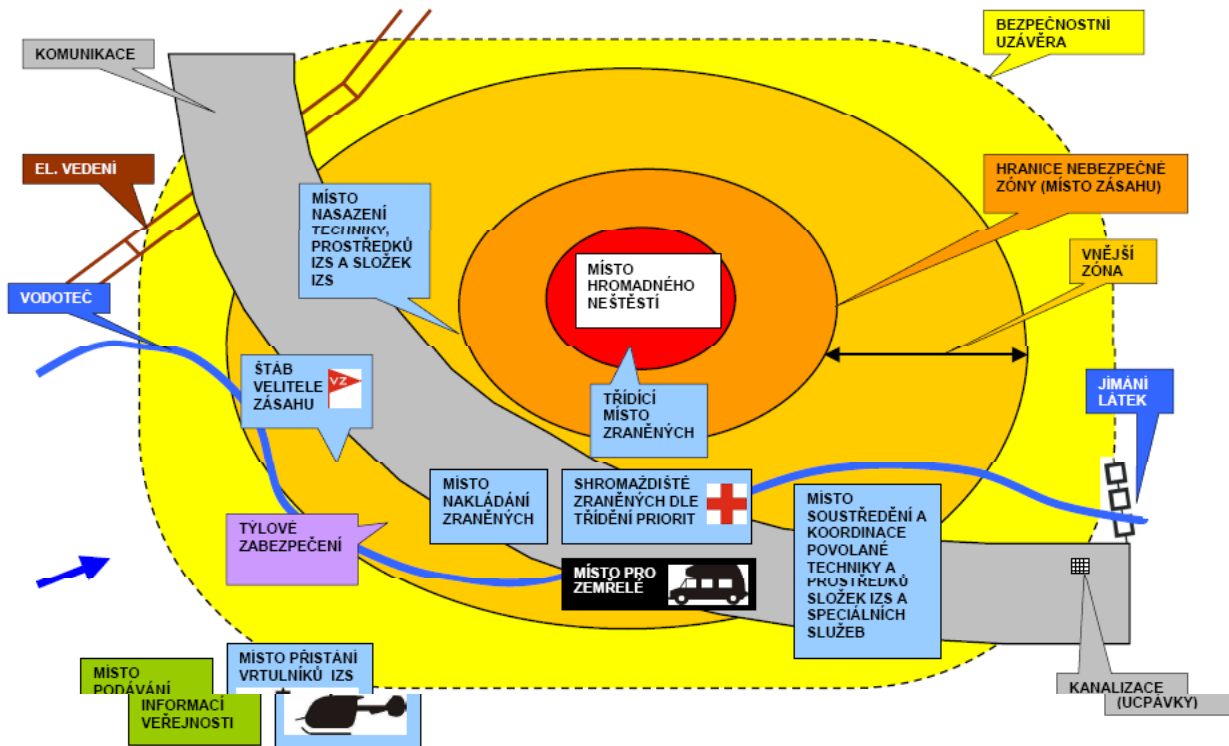 KOMUNIKACE
BEZPEČNOSTNÍ
UZÁVĚRA
EL. VEDENÍ
MÍSTO
NASAZENÍ
TECHNIKY,
PROSTŘEDKŮ
IZS A SLOŽEK
IZS
HRANICE NEBEZPEČNÉ
ZÓNY (MÍSTO ZÁSAHU)
VNĚJŠÍ
ZÓNA
MÍSTO
HROMADNÉHO
NEŠTĚSTÍ
VODOTEČ
ŠTÁB
VELITELE
ZÁSAHU
VZ
TŘÍDÍCÍ
MÍSTO
ZRANĚNÝCH
JÍMÁNÍ
LÁTEK
MÍSTO
NAKLÁDÁNÍ
ZRANĚNÝCH
SHROMAŽDIŠTĚ
ZRANĚNÝCH DLE
TŘÍDĚNÍ PRIORIT
MÍSTO
SOUSTŘEDĚNÍ A
KOORDINACE
POVOLANÉ
TECHNIKY A
PROSTŘEDKŮ
SLOŽEK IZS A
SPECIÁLNÍCH
SLUŽEB
TÝLOVÉ
ZABEZPEČENÍ
MÍSTO PRO
ZEMŘELÉ
MÍSTO
PODÁVÁNÍ
INFORMACÍ
VEŘEJNOSTI
MÍSTO PŘISTÁNÍ
VRTULNÍKŮ IZS
KANALIZACE
(UCPÁVKY)